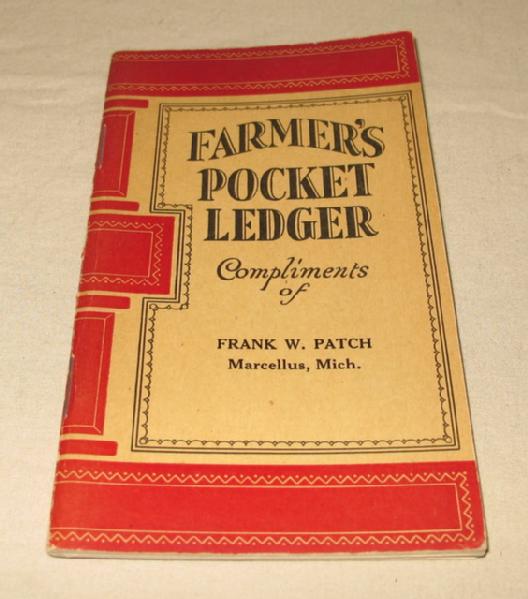 FARMER'S
POCKET
LEDGER
Compliments
of
FRANK W. PATCH
Marcellus, Mich.